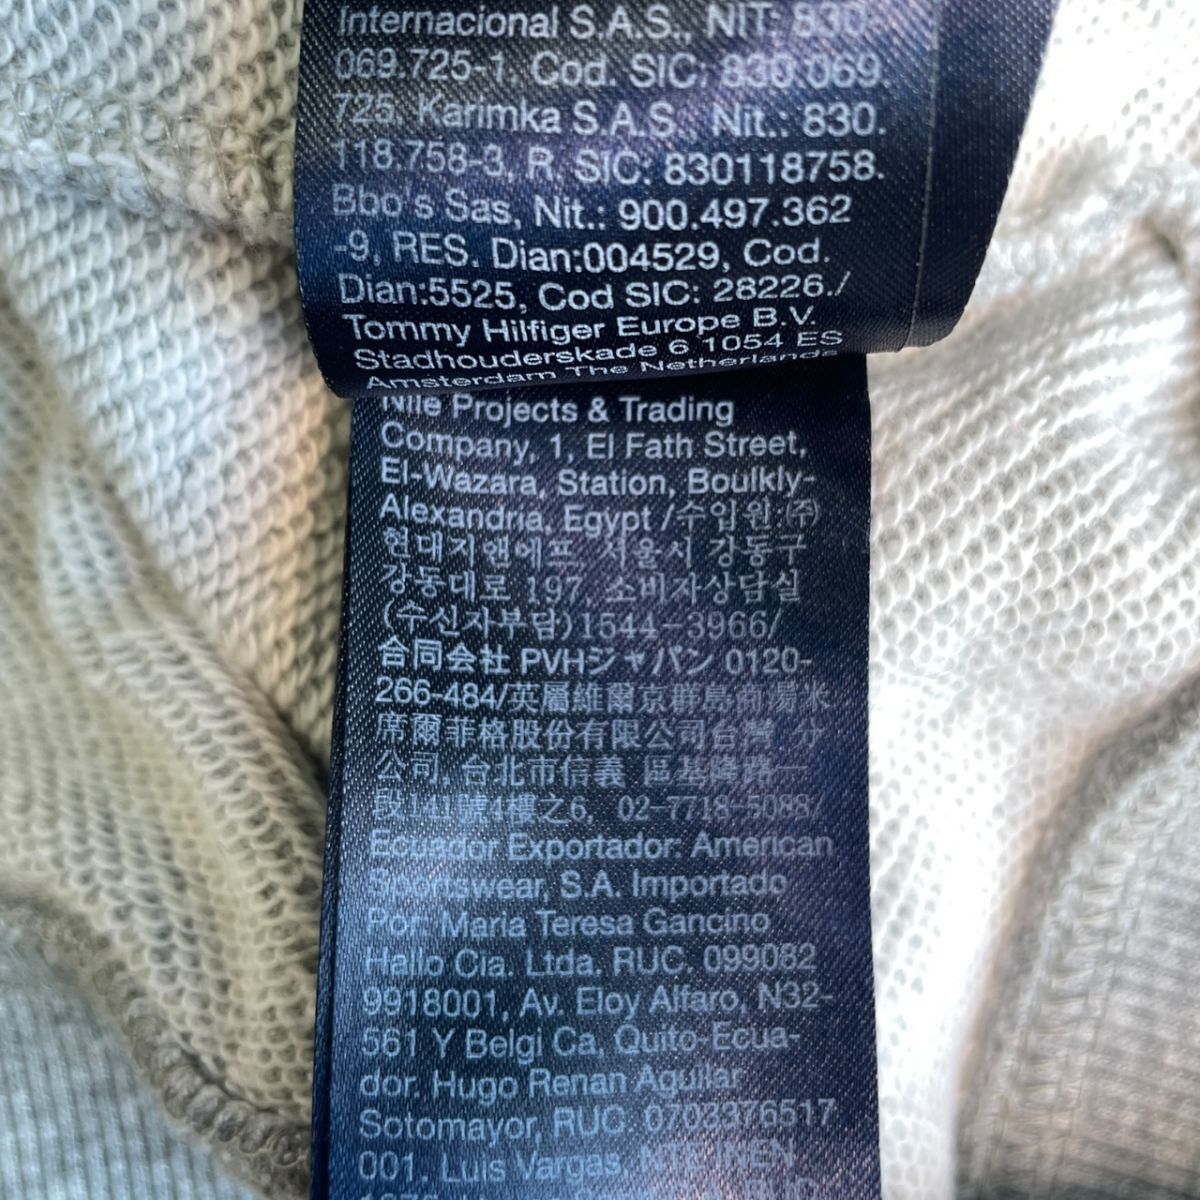 Internacional S.A.S., NIT: 830-
069.725-1. Cod. SIC: 830.069.
725. Karimka S.A.S., Nit.: 830.
118.758-3, R. SIC: 830118758.
Bbo's Sas, Nit.: 900.497.362
-9, RES. Dian:004529, Cod.
Dian:5525, Cod SIC: 28226./
Tommy Hilfiger Europe B.V.
Stadhouderskade 6 1054 ES
Amsterdam The Netherlands
Nile Projects & Trading
Company, 1, El Fath Street,
El-Wazara, Station, Boulkly-
Alexandria, Egypt /수입원:㈜
현대지앤에프, 서울시 강동구
강동대로 197, 소비자상담실
(수신자부담)1544-3966/
合同会社 PVHジャパン 0120-
266-484/英屬維爾京群島商湯米
席爾菲格股份有限公司台灣 分
公司, 台北市信義 區基隆路一
段141號4樓之6, 02-7718-5088/
Ecuador Exportador: American
Sportswear, S.A. Importado
Por: Maria Teresa Gancino
Hallo Cia. Ltda. RUC. 099082
9918001, Av. Eloy Alfaro, N32-
561 Y Belgi Ca, Quito-Ecua-
dor. Hugo Renan Aguilar
Sotomayor, RUC: 0703376517
001, Luis Vargas, NTE INEN